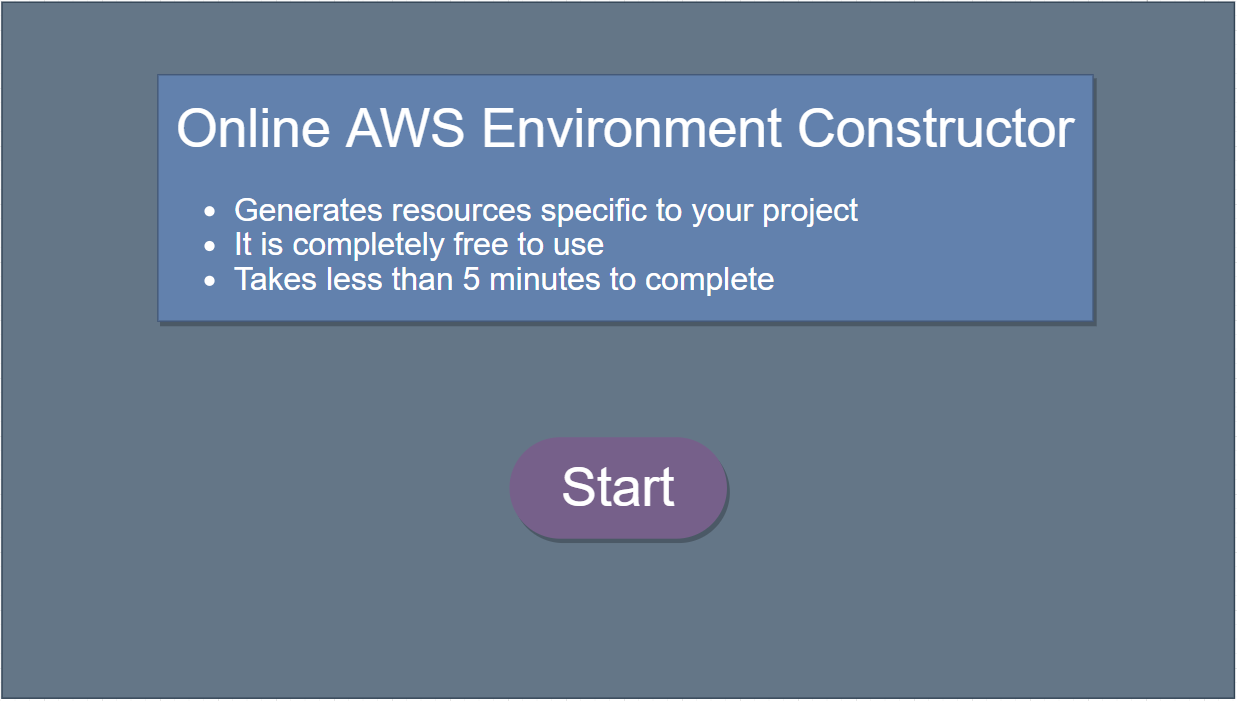 Online AWS Environment Constructor
• Generates resources specific to your project
• It is completely free to use
• Takes less than 5 minutes to complete
Start